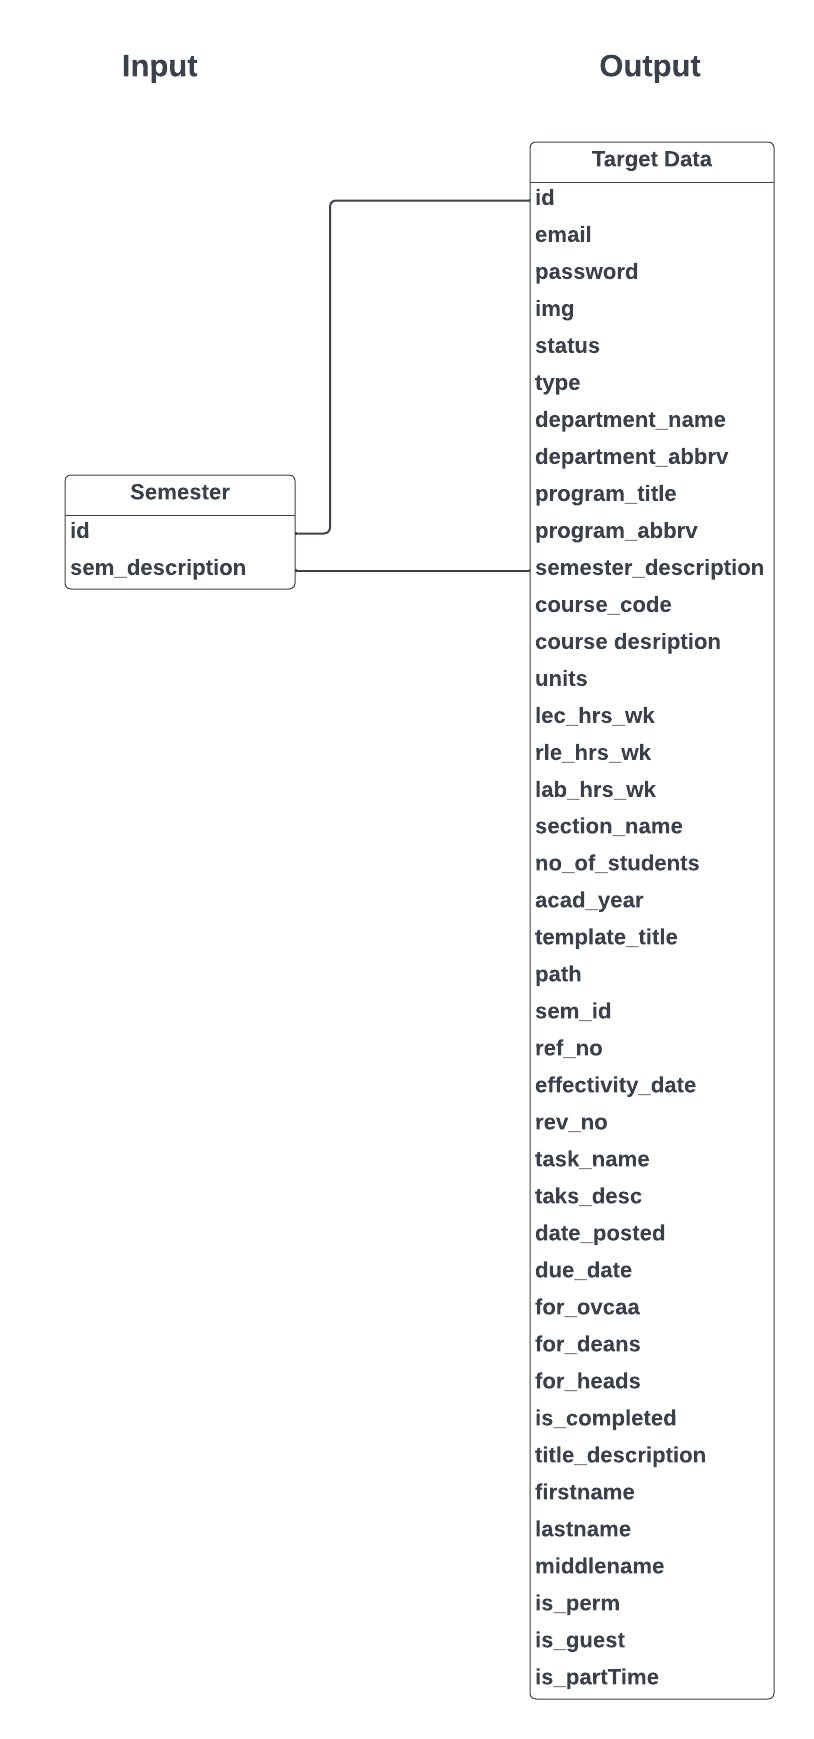 Input
Output
Target Data
id
email
password
img
status
type
department_name
department_abbrv
program_title
program_abbrv
semester_description
course_code
course desription
units
lec_hrs_wk
rle_hrs_wk
lab_hrs_wk
section_name
no_of_students
acad_year
template_title
path
sem_id
ref_no
effectivity_date
rev_no
task_name
taks_desc
date_posted
due_date
for_ovcaa
for_deans
for_heads
is_completed
title_description
firstname
lastname
middlename
is_perm
is_guest
is_partTime
Semester
id
sem_description